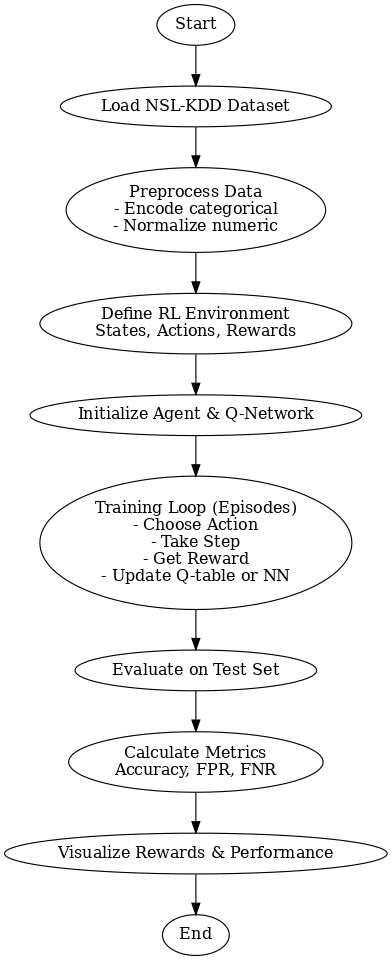 Start
Load NSL-KDD Dataset
Preprocess Data
- Encode categorical
- Normalize numeric
Define RL Environment
States, Actions, Rewards
Initialize Agent & Q-Network
Training Loop (Episodes)
- Choose Action
- Take Step
- Get Reward
- Update Q-table or NN
Evaluate on Test Set
Calculate Metrics
Accuracy, FPR, FNR
Visualize Rewards & Performance
End